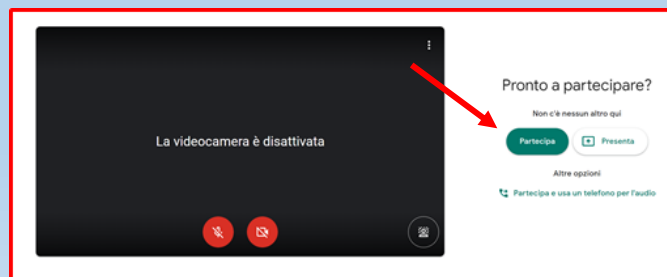 La videocamera è disattivata
Pronto a partecipare?
Non c'è nessun altro qui
Partecipa
Presenta
Altre opzioni
Partecipa e usa un telefono per l'audio